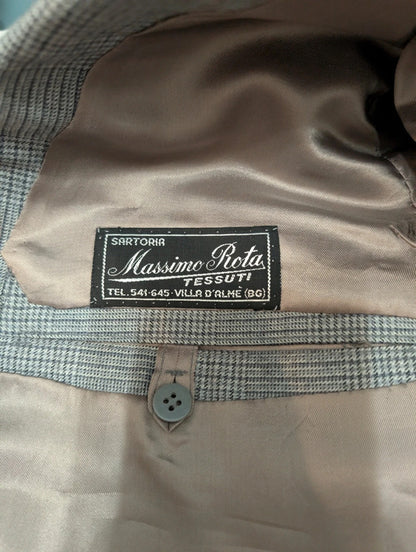 SARTORIA
Massimo Rota
TESSUTI
TEL. 541-645-VILLA D'ALMÈ (BG)